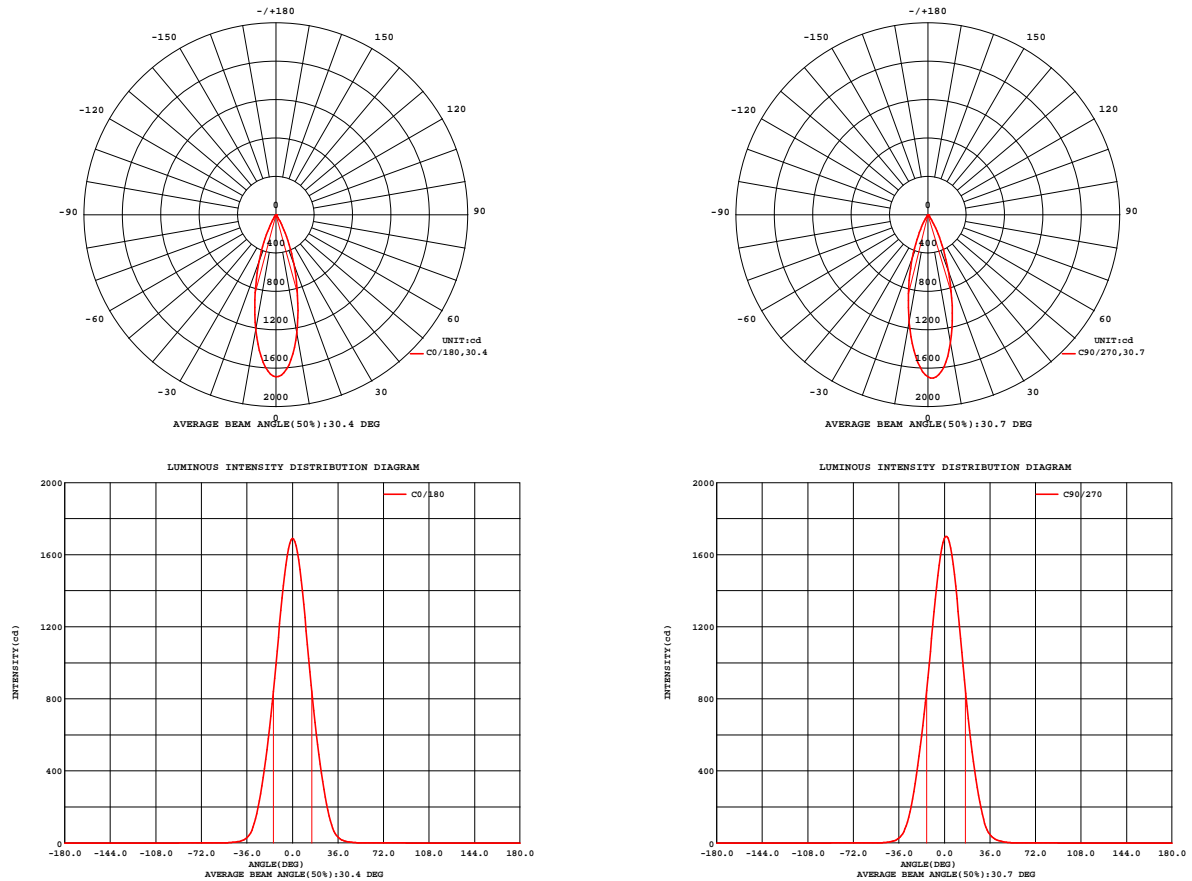 -/+180
-150
150
-120
120
-90
90
0
400
800
1200
1600
2000
-60
60
-30
30
0
UNIT:cd
C0/180,30.4
AVERAGE BEAM ANGLE(50%):30.4 DEG
-/+180
-150
150
-120
120
-90
90
0
400
800
1200
1600
2000
-60
60
-30
30
0
UNIT:cd
C90/270,30.7
AVERAGE BEAM ANGLE(50%):30.7 DEG
LUMINOUS INTENSITY DISTRIBUTION DIAGRAM
C0/180
2000
1600
1200
800
400
0
INTENSITY(cd)
-180.0 -144.0 -108.0 -72.0 -36.0 0.0 36.0 72.0 108.0 144.0 180.0
ANGLE(DEG)
AVERAGE BEAM ANGLE(50%):30.4 DEG
LUMINOUS INTENSITY DISTRIBUTION DIAGRAM
C90/270
2000
1600
1200
800
400
0
INTENSITY(cd)
-180.0 -144.0 -108.0 -72.0 -36.0 0.0 36.0 72.0 108.0 144.0 180.0
ANGLE(DEG)
AVERAGE BEAM ANGLE(50%):30.7 DEG